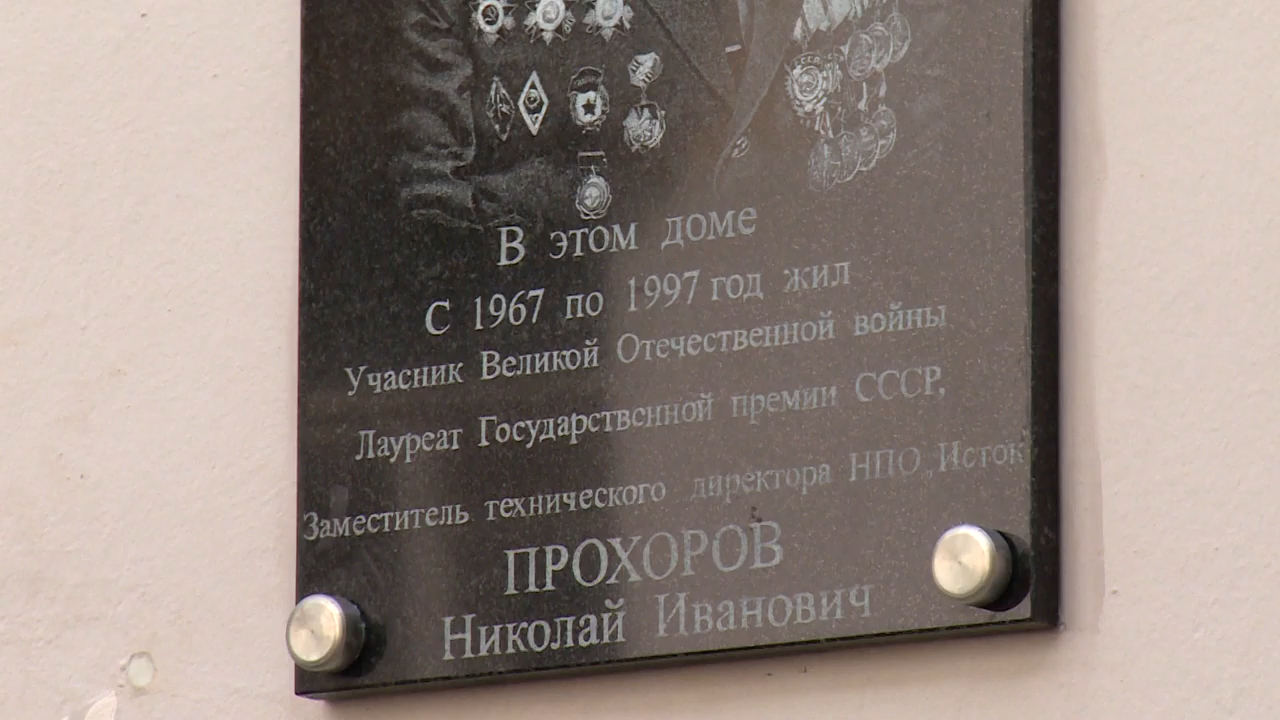 В этом доме
С 1967 по 1997 год жил
Учасник Великой Отечественной войны
Лауреат Государственной премии СССР,
Заместитель технического директора НПО „Исток"
ПРОХОРОВ
Николай Иванович